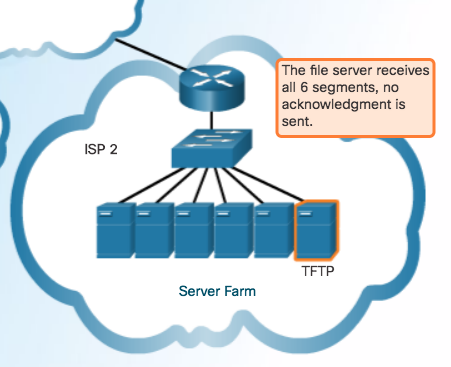 The file server receives
all 6 segments, no
acknowledgment is
sent.
ISP 2
TFTP
Server Farm